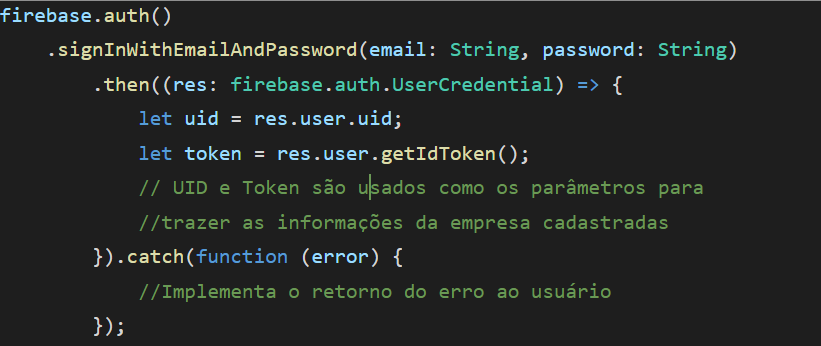 firebase.auth()
.signInWithEmailAndPassword(email: String, password: String)
.then((res: firebase.auth.UserCredential) => {
let uid = res.user.uid;
let token = res.user.getIdToken();
// UID e Token são usados como os parâmetros para
//trazer as informações da empresa cadastradas
}).catch(function (error) {
//Implementa o retorno do erro ao usuário
});